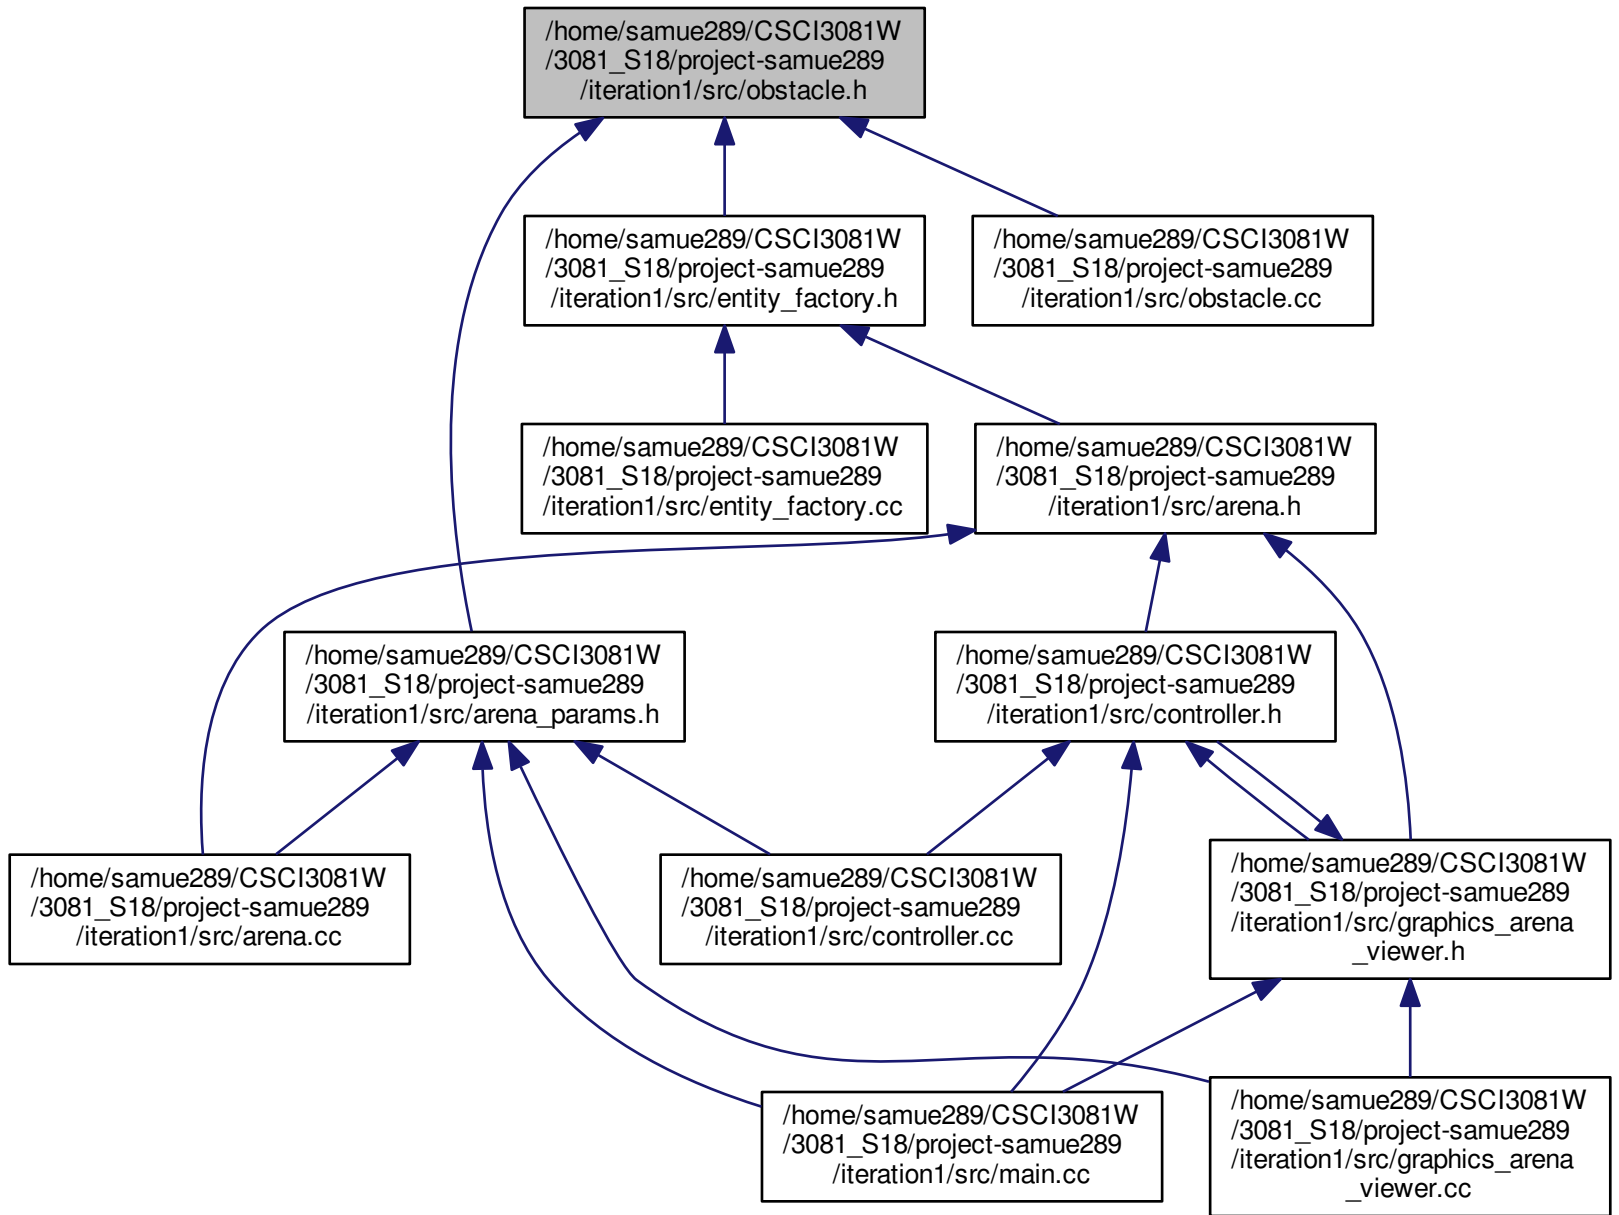 /home/samue289/CSCI3081W
/3081_S18/project-samue289
/iteration1/src/obstacle.h
/home/samue289/CSCI3081W
/3081_S18/project-samue289
/iteration1/src/entity_factory.h
/home/samue289/CSCI3081W
/3081_S18/project-samue289
/iteration1/src/obstacle.cc
/home/samue289/CSCI3081W
/3081_S18/project-samue289
/iteration1/src/entity_factory.cc
/home/samue289/CSCI3081W
/3081_S18/project-samue289
/iteration1/src/arena.h
/home/samue289/CSCI3081W
/3081_S18/project-samue289
/iteration1/src/arena_params.h
/home/samue289/CSCI3081W
/3081_S18/project-samue289
/iteration1/src/controller.h
/home/samue289/CSCI3081W
/3081_S18/project-samue289
/iteration1/src/arena.cc
/home/samue289/CSCI3081W
/3081_S18/project-samue289
/iteration1/src/controller.cc
/home/samue289/CSCI3081W
/3081_S18/project-samue289
/iteration1/src/graphics_arena
_viewer.h
/home/samue289/CSCI3081W
/3081_S18/project-samue289
/iteration1/src/main.cc
/home/samue289/CSCI3081W
/3081_S18/project-samue289
/iteration1/src/graphics_arena
_viewer.cc